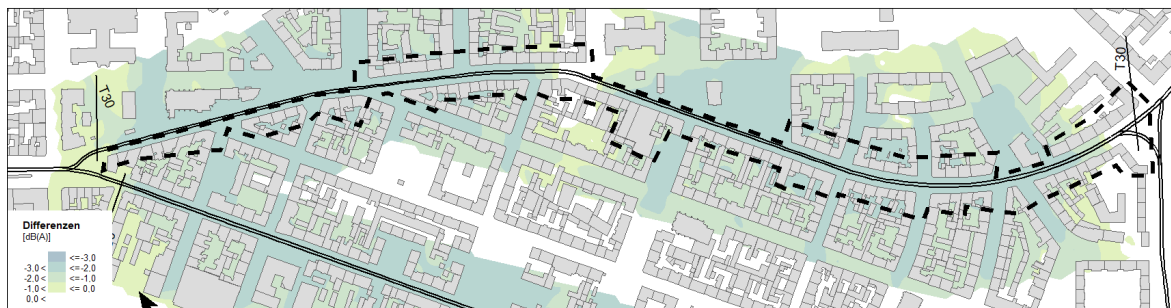 T30
T30
Differenzen
[dB(A)]
<= -3.0
-3.0 < <= -2.0
-2.0 < <= -1.0
-1.0 < <= 0.0
0.0 <